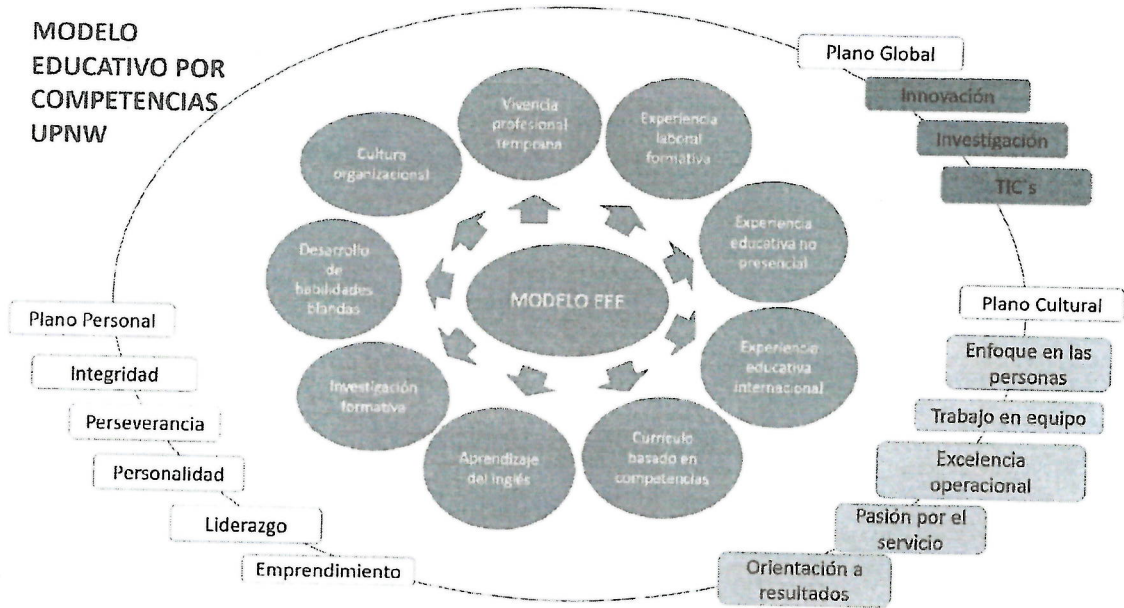 MODELO
EDUCATIVO POR
COMPETENCIAS
UPNW
Plano Global
Innovación
Investigación
TIC´s
Vivencia
profesional
temprana
Experiencia
laboral
formativa
Cultura
organizacional
Experiencia
educativa no
presencial
Desarrollo
de
habilidades
blandas
MODELO EEE
Plano Cultural
Enfoque en las
personas
Trabajo en equipo
Excelencia
operacional
Pasión por el
servicio
Orientación a
resultados
Plano Personal
Integridad
Perseverancia
Personalidad
Liderazgo
Emprendimiento
Experiencia
educativa
internacional
Investigación
formativa
Aprendizaje
del inglés
Currículo
basado en
competencias